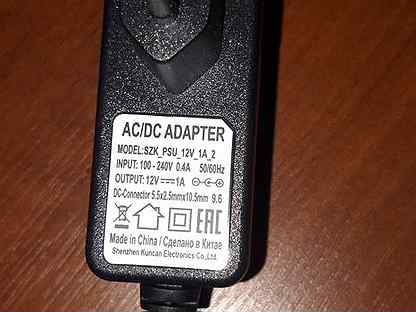 AC/DC ADAPTER
MODEL:SZK_PSU_12V_1A_2
INPUT: 100 - 240V 0.4A 50/60Hz
OUTPUT: 12V⎓1A
DC-Connector 5.5x2.5mmx10.5mm 9.6
EAC
Made in China / Сделано в Китае
Shenzhen Kuncan Electronics Co.,Ltd.